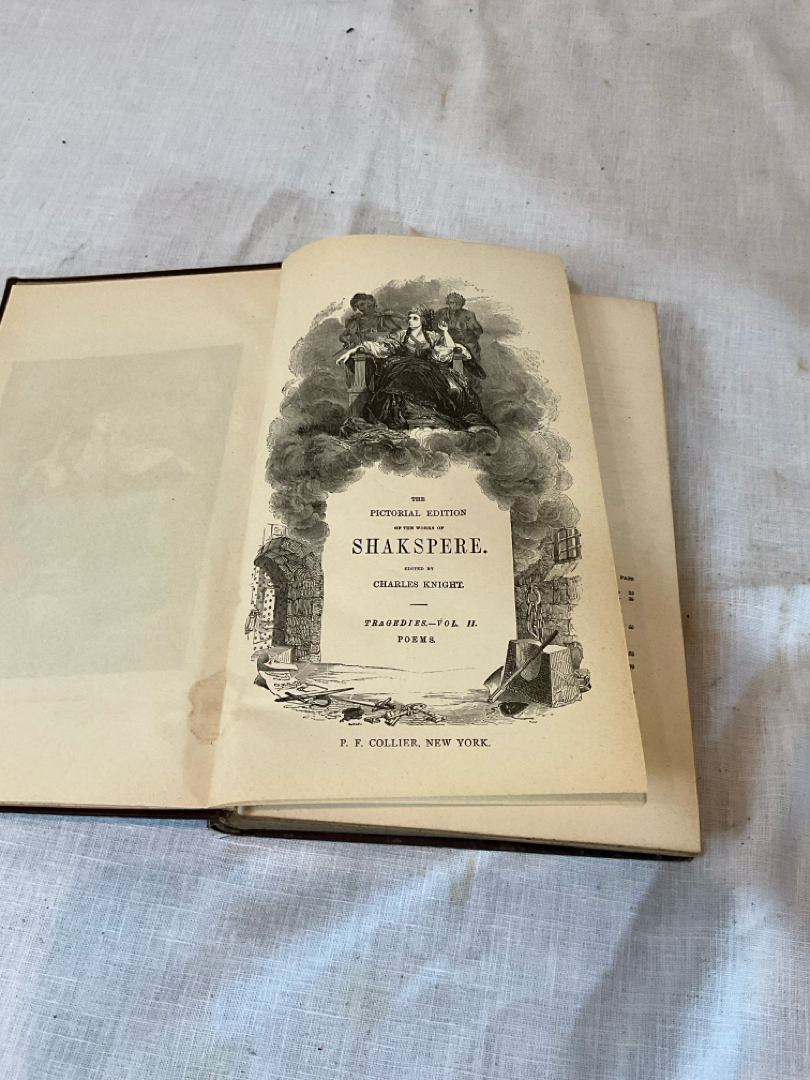 THE
PICTORIAL EDITION
OF THE WORKS OF
SHAKSPERE.
EDITED BY
CHARLES KNIGHT.
TRAGEDIES.—VOL. II.
POEMS.
P. F. COLLIER, NEW YORK.
PAGE